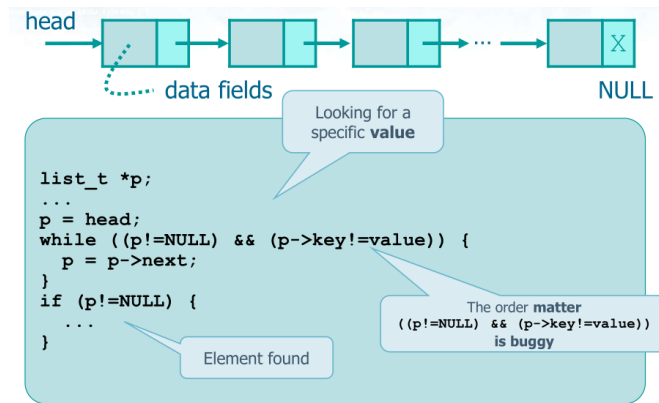 head
...
X
data fields
NULL
Looking for a
specific value
list_t *p;
...
p = head;
while ((p!=NULL) && (p->key!=value)) {
p = p->next;
}
if (p!=NULL) {
...
}
The order matter
((p!=NULL) && (p->key!=value))
is buggy
Element found